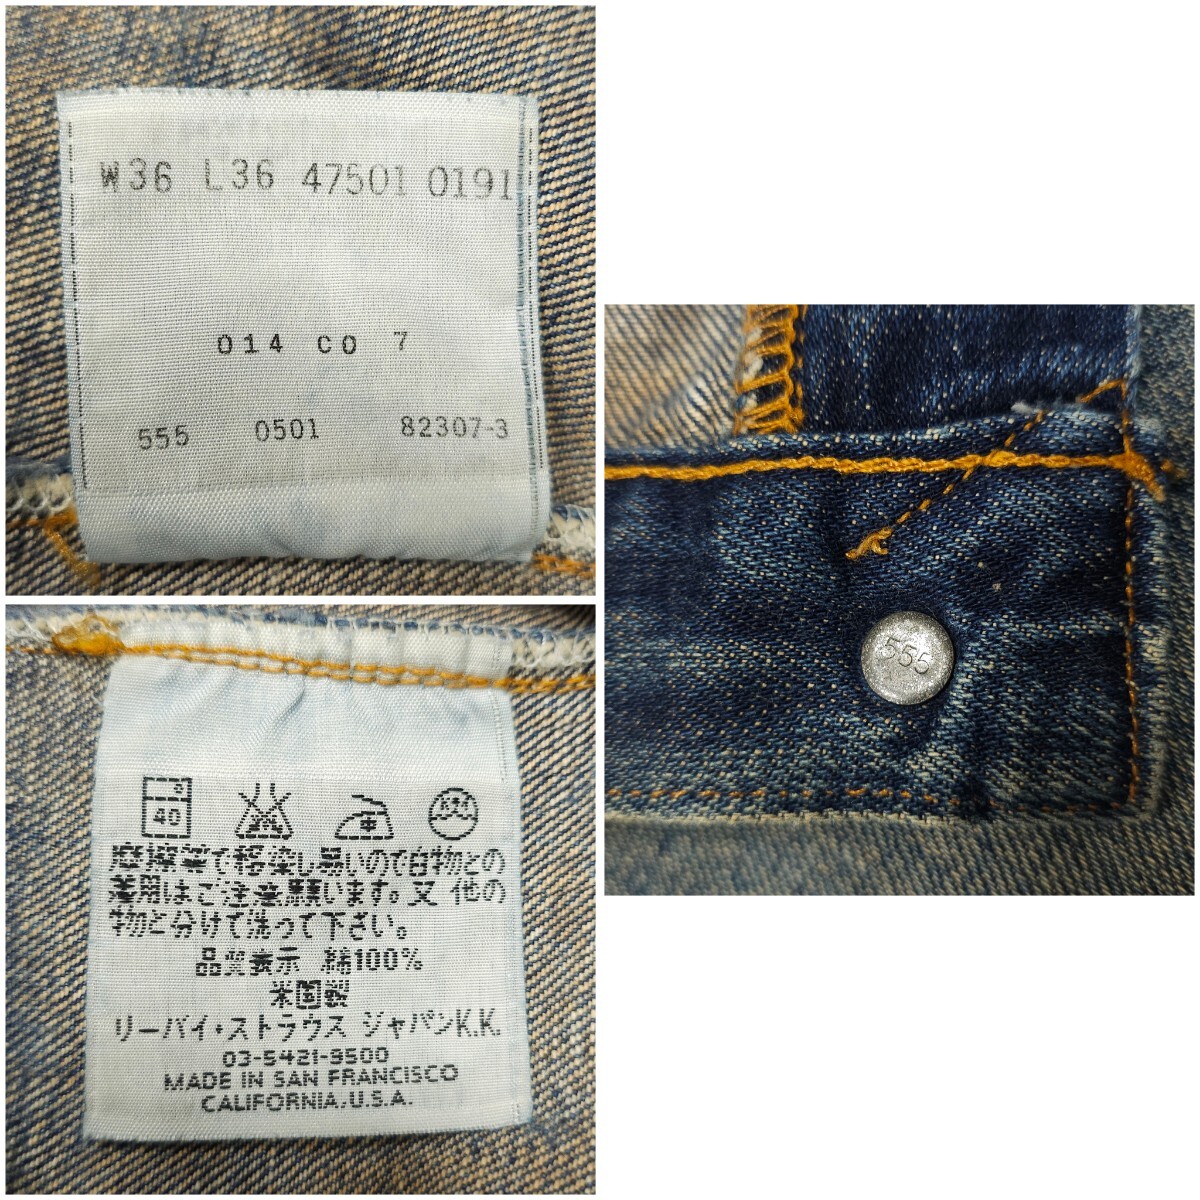 W36 L36 47501 0191
014 CO 7
555 0501 82307-3
40
摩擦等で移染し易いので白物との
着用はご注意願います。又 他の
物と分けて洗って下さい。
品質表示 綿100%
米国製
リーバイ・ストラウス ジャパンK.K.
03-5421-3500
MADE IN SAN FRANCISCO
CALIFORNIA,U.S.A.
555